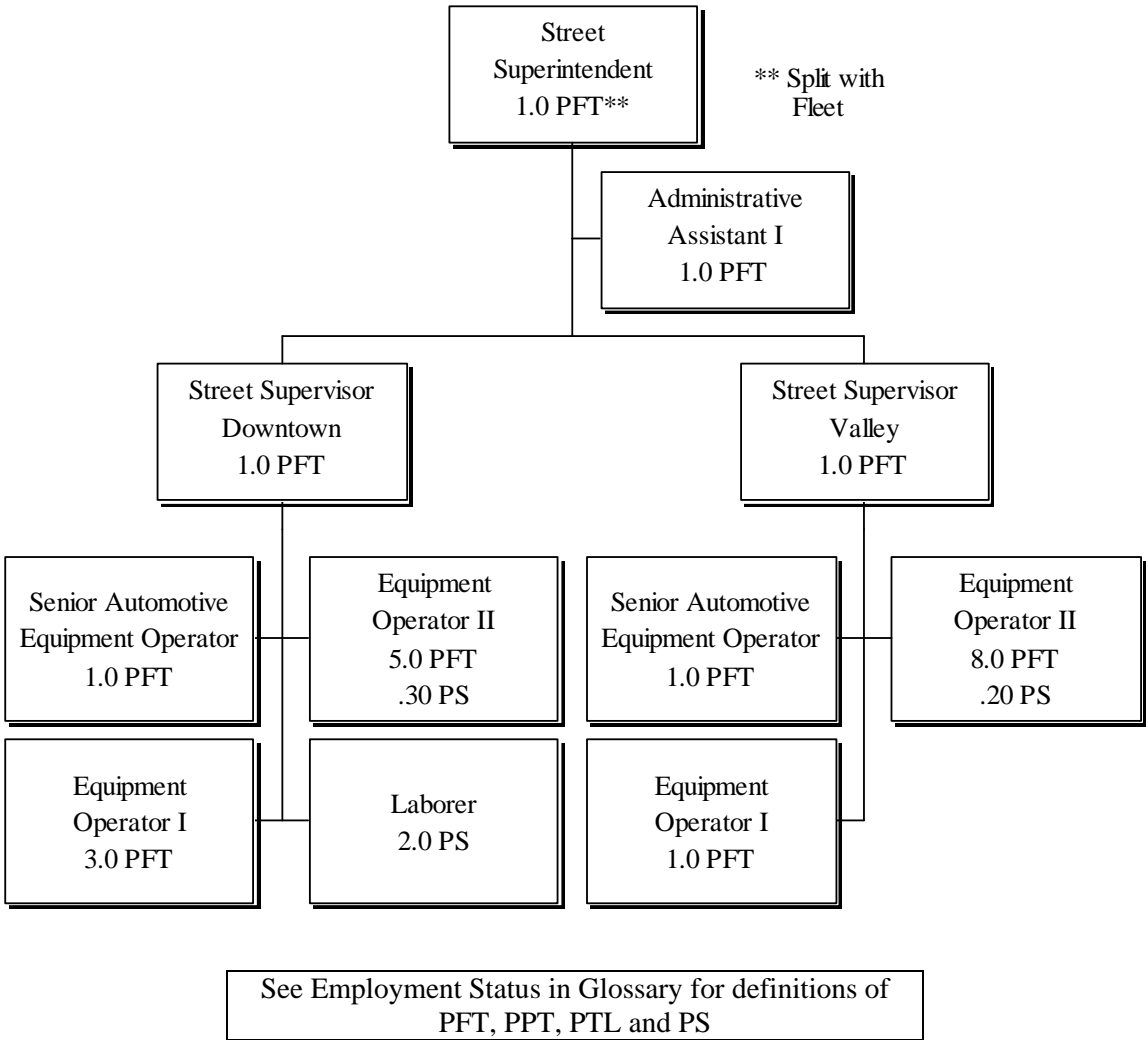 Street
Superintendent
1.0 PFT**
** Split with
Fleet
Administrative
Assistant I
1.0 PFT
Street Supervisor
Downtown
1.0 PFT
Street Supervisor
Valley
1.0 PFT
Senior Automotive
Equipment Operator
1.0 PFT
Equipment
Operator II
5.0 PFT
.30 PS
Senior Automotive
Equipment Operator
1.0 PFT
Equipment
Operator II
8.0 PFT
.20 PS
Equipment
Operator I
3.0 PFT
Laborer
2.0 PS
Equipment
Operator I
1.0 PFT
See Employment Status in Glossary for definitions of
PFT, PPT, PTL and PS